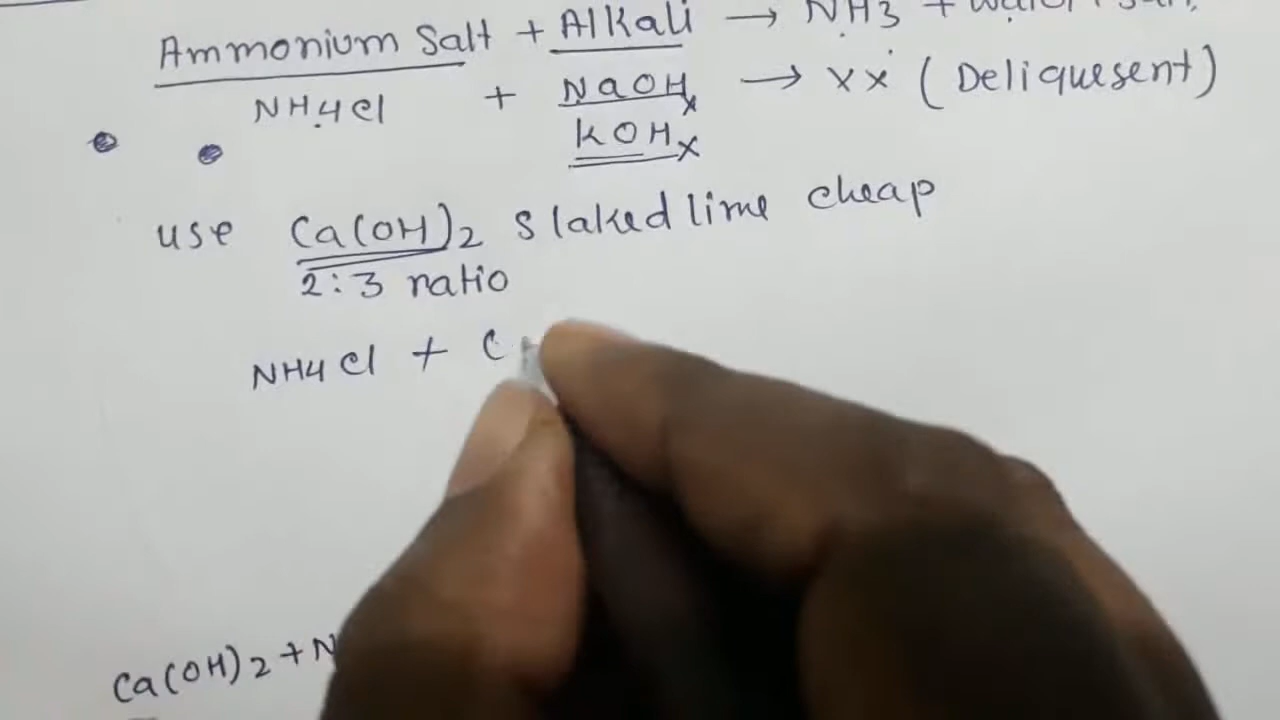 Ammonium Salt + Alkali → NH3 + water +
NH4Cl + NaOH x → xx (Deliquesent)
KOH x
use Ca(OH)2 slaked lime cheap
2:3 ratio
NH4Cl + C
Ca(OH)2 + N